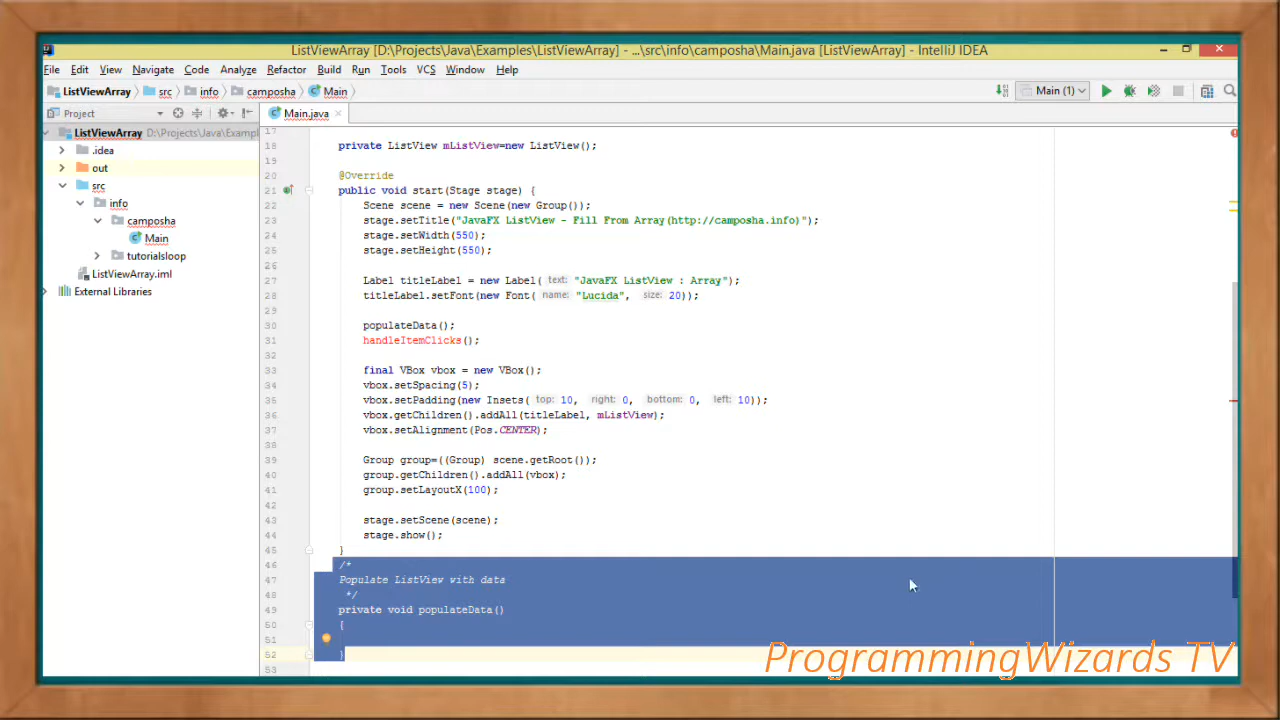 ListViewArray [D:\Projects\Java\Examples\ListViewArray] - ...\src\info\camposha\Main.java [ListViewArray] - IntelliJ IDEA
File Edit View Navigate Code Analyze Refactor Build Run Tools VCS Window Help
ListViewArray src info camposha Main Main (1)
Project
Main.java
ListViewArray D:\Projects\Java\Exampl
.idea
out
src
info
camposha
Main
tutorialsloop
ListViewArray.iml
External Libraries
17
18 private ListView mListView=new ListView();
19
20 @Override
21 public void start(Stage stage) {
22 Scene scene = new Scene(new Group());
23 stage.setTitle("JavaFX ListView - Fill From Array(http://camposha.info)");
24 stage.setWidth(550);
25 stage.setHeight(550);
26
27 Label titleLabel = new Label( text: "JavaFX ListView : Array");
28 titleLabel.setFont(new Font( name: "Lucida", size: 20));
29
30 populateData();
31 handleItemClicks();
32
33 final VBox vbox = new VBox();
34 vbox.setSpacing(5);
35 vbox.setPadding(new Insets( top: 10, right: 0, bottom: 0, left: 10));
36 vbox.getChildren().addAll(titleLabel, mListView);
37 vbox.setAlignment(Pos.CENTER);
38
39 Group group=((Group) scene.getRoot());
40 group.getChildren().addAll(vbox);
41 group.setLayoutX(100);
42
43 stage.setScene(scene);
44 stage.show();
45 }
46 /*
47 Populate ListView with data
48 */
49 private void populateData()
50 {
51
52 }
53
ProgrammingWizards TV